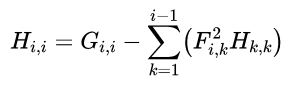 H_{i,i} = G_{i,i} - \sum_{k=1}^{i-1} (F_{i,k}^2 H_{k,k})